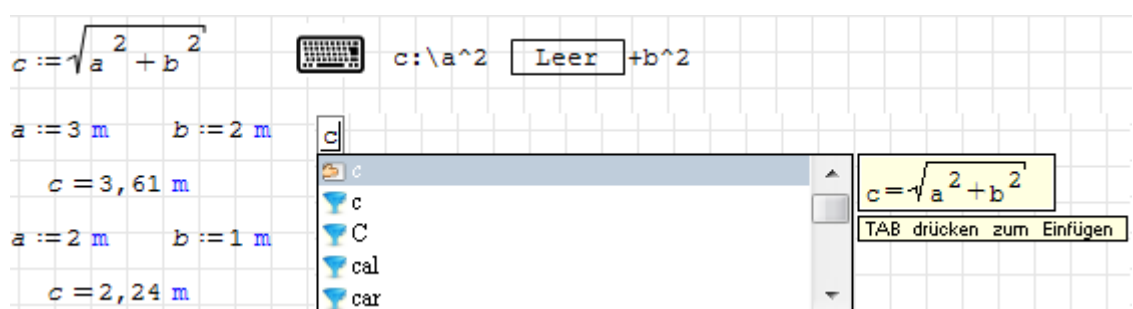 c := √(a² + b²) c:\a^2 Leer +b^2
a := 3 m b := 2 m c
c = 3,61 m
a := 2 m b := 1 m
c = 2,24 m
c
c
C
cal
car
c = √(a² + b²)
TAB drücken zum Einfügen